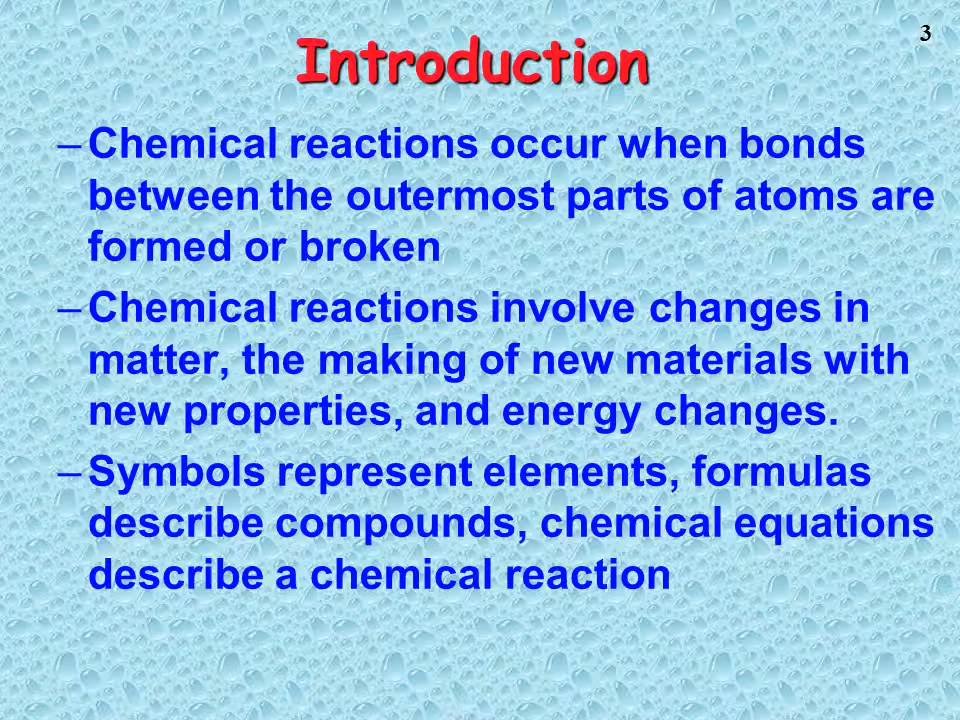 3
Introduction
–Chemical reactions occur when bonds
between the outermost parts of atoms are
formed or broken
–Chemical reactions involve changes in
matter, the making of new materials with
new properties, and energy changes.
–Symbols represent elements, formulas
describe compounds, chemical equations
describe a chemical reaction